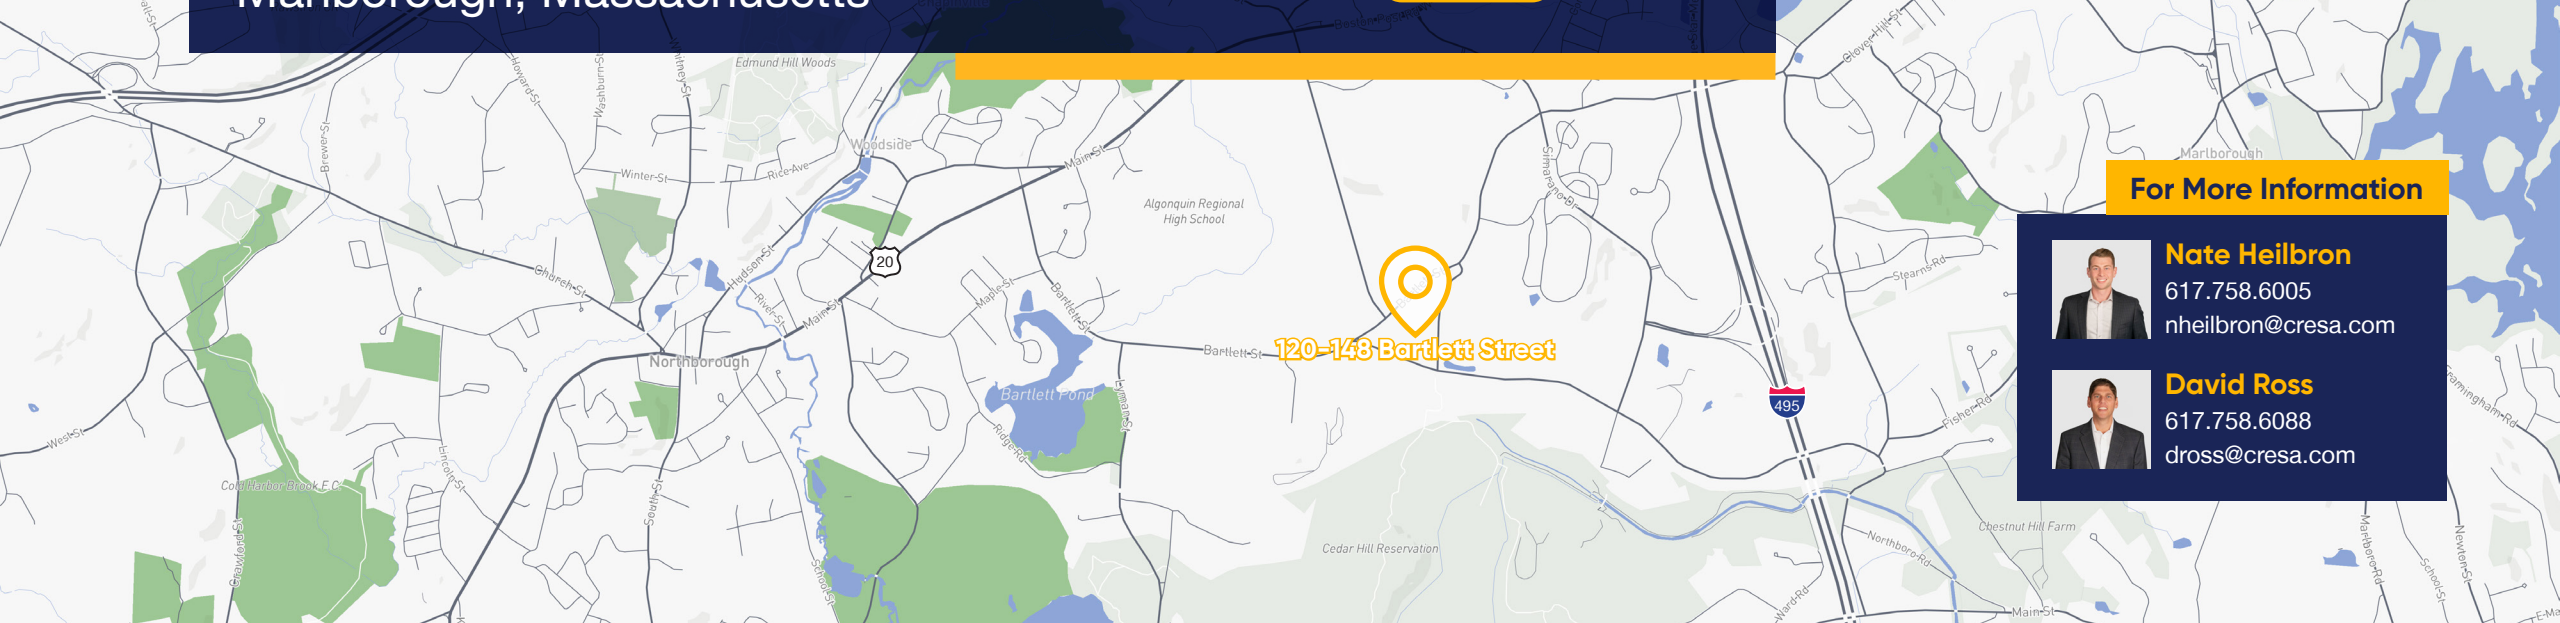 Marlborough, Massachusetts
Edmund Hill Woods
Howard-St
Washburn-St
Whitney-St
Glover-Hill-St
Brewer-St
Woodside
Main-St
Rice-Ave
Winter-St
Simarano-Dr
Marlborough
For More Information
Algonquin Regional
High School
Nate Heilbron
617.758.6005
nheilbron@cresa.com
20
Hudson-St
Church-St
Stearns-Rd
River-St
Main-St
Maple-St
Bartlett-St
Northborough
Bartlett-St
120-148 Bartlett Street
David Ross
617.758.6088
dross@cresa.com
Bartlett Pond
Lyman-St
495
Fisher-Rd
Framingham-Rd
West-St
Ridge-Rd
Lincoln-St
Cold Harbor Brook E.C.
South-St
Crawford-St
Cedar Hill Reservation
Chestnut Hill Farm
Northboro-Rd
Marlboro-Rd
Newton-St
School-St
School-St
Ward-Rd
Main-St